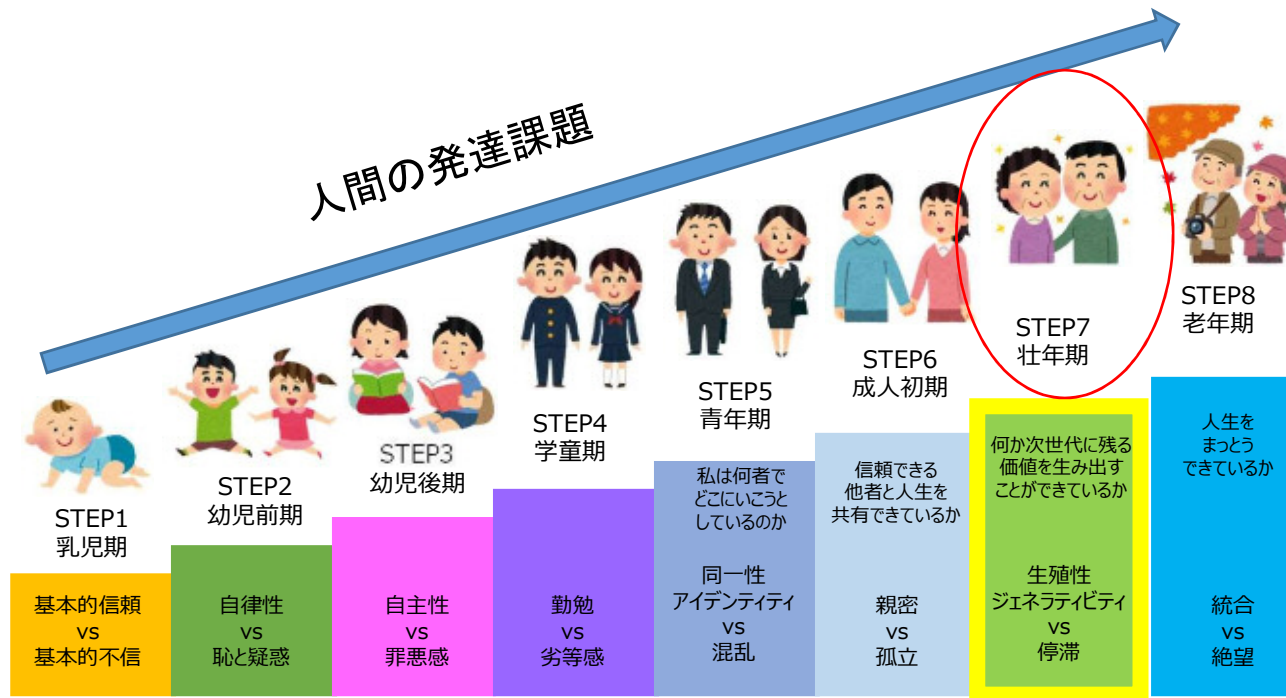 人間の発達課題
STEP1
乳児期
基本的信頼
vs
基本的不信
STEP2
幼児前期
自律性
vs
恥と疑惑
STEP3
幼児後期
自主性
vs
罪悪感
STEP4
学童期
勤勉
vs
劣等感
STEP5
青年期
私は何者で
どこにいこうと
しているのか
同一性
アイデンティティ
vs
混乱
STEP6
成人初期
信頼できる
他者と人生を
共有できているか
親密
vs
孤立
STEP7
壮年期
何か次世代に残る
価値を生み出す
ことができているか
生殖性
ジェネラティビティ
vs
停滞
STEP8
老年期
人生を
まっとう
できているか
統合
vs
絶望